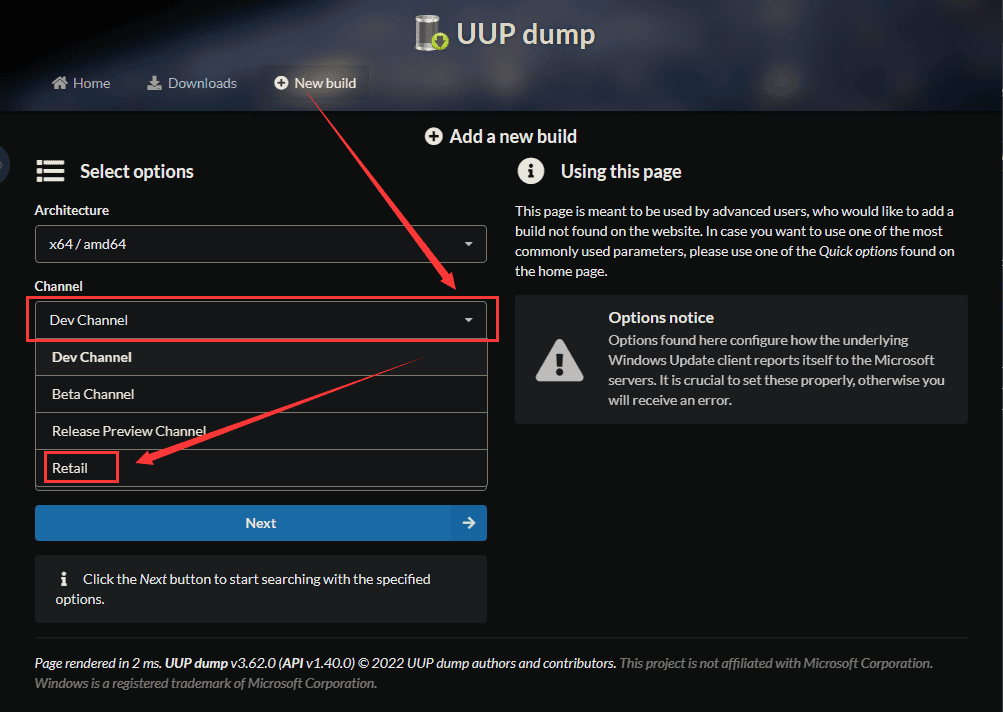 UUP dump
Home
Downloads
New build
Add a new build
Select options
Architecture
x64 / amd64
Channel
Dev Channel
Dev Channel
Beta Channel
Release Preview Channel
Retail
Next
Click the Next button to start searching with the specified
options.
Using this page
This page is meant to be used by advanced users, who would like to add a
build not found on the website. In case you want to use one of the most
commonly used parameters, please use one of the Quick options found on
the home page.
Options notice
Options found here configure how the underlying
Windows Update client reports itself to the Microsoft
servers. It is crucial to set these properly, otherwise you
will receive an error.
Page rendered in 2 ms. UUP dump v3.62.0 (API v1.40.0) © 2022 UUP dump authors and contributors. This project is not affiliated with Microsoft Corporation.
Windows is a registered trademark of Microsoft Corporation.